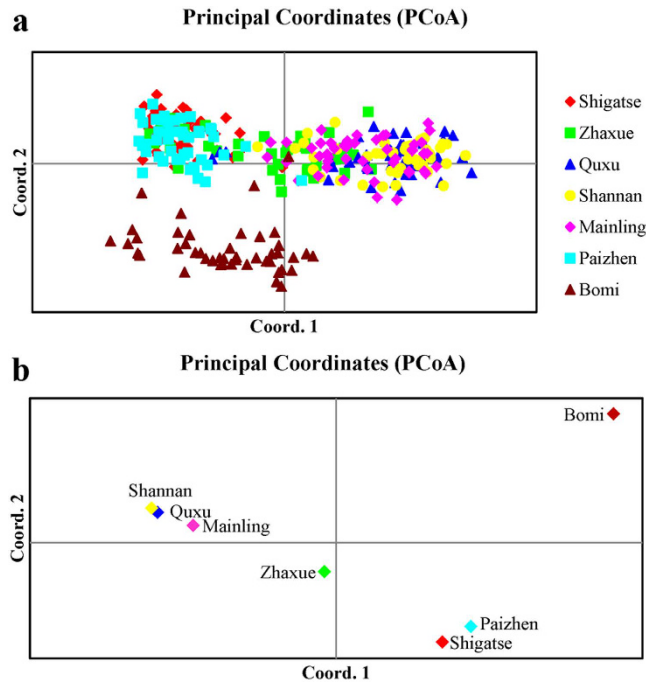 a
Principal Coordinates (PCoA)
Coord. 2
Coord. 1
Shigatse
Zhaxue
Quxu
Shannan
Mainling
Paizhen
Bomi
b
Principal Coordinates (PCoA)
Coord. 2
Bomi
Shannan
Quxu
Mainling
Zhaxue
Paizhen
Shigatse
Coord. 1